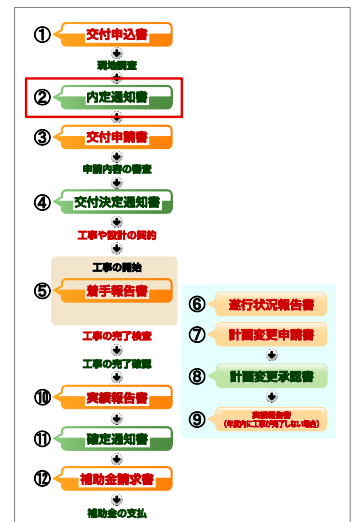 ① 交付申込書
現地調査
② 内定通知書
③ 交付申請書
申請内容の審査
④ 交付決定通知書
工事や設計の契約
工事の開始
⑤ 着手報告書
工事の完了検査
工事の完了確認
⑩ 実績報告書
⑪ 確定通知書
⑫ 補助金請求書
補助金の支払
⑥ 遂行状況報告書
⑦ 計画変更申請書
⑧ 計画変更承認書
⑨ 実績報告書
(年度内に工事が完了しない場合)